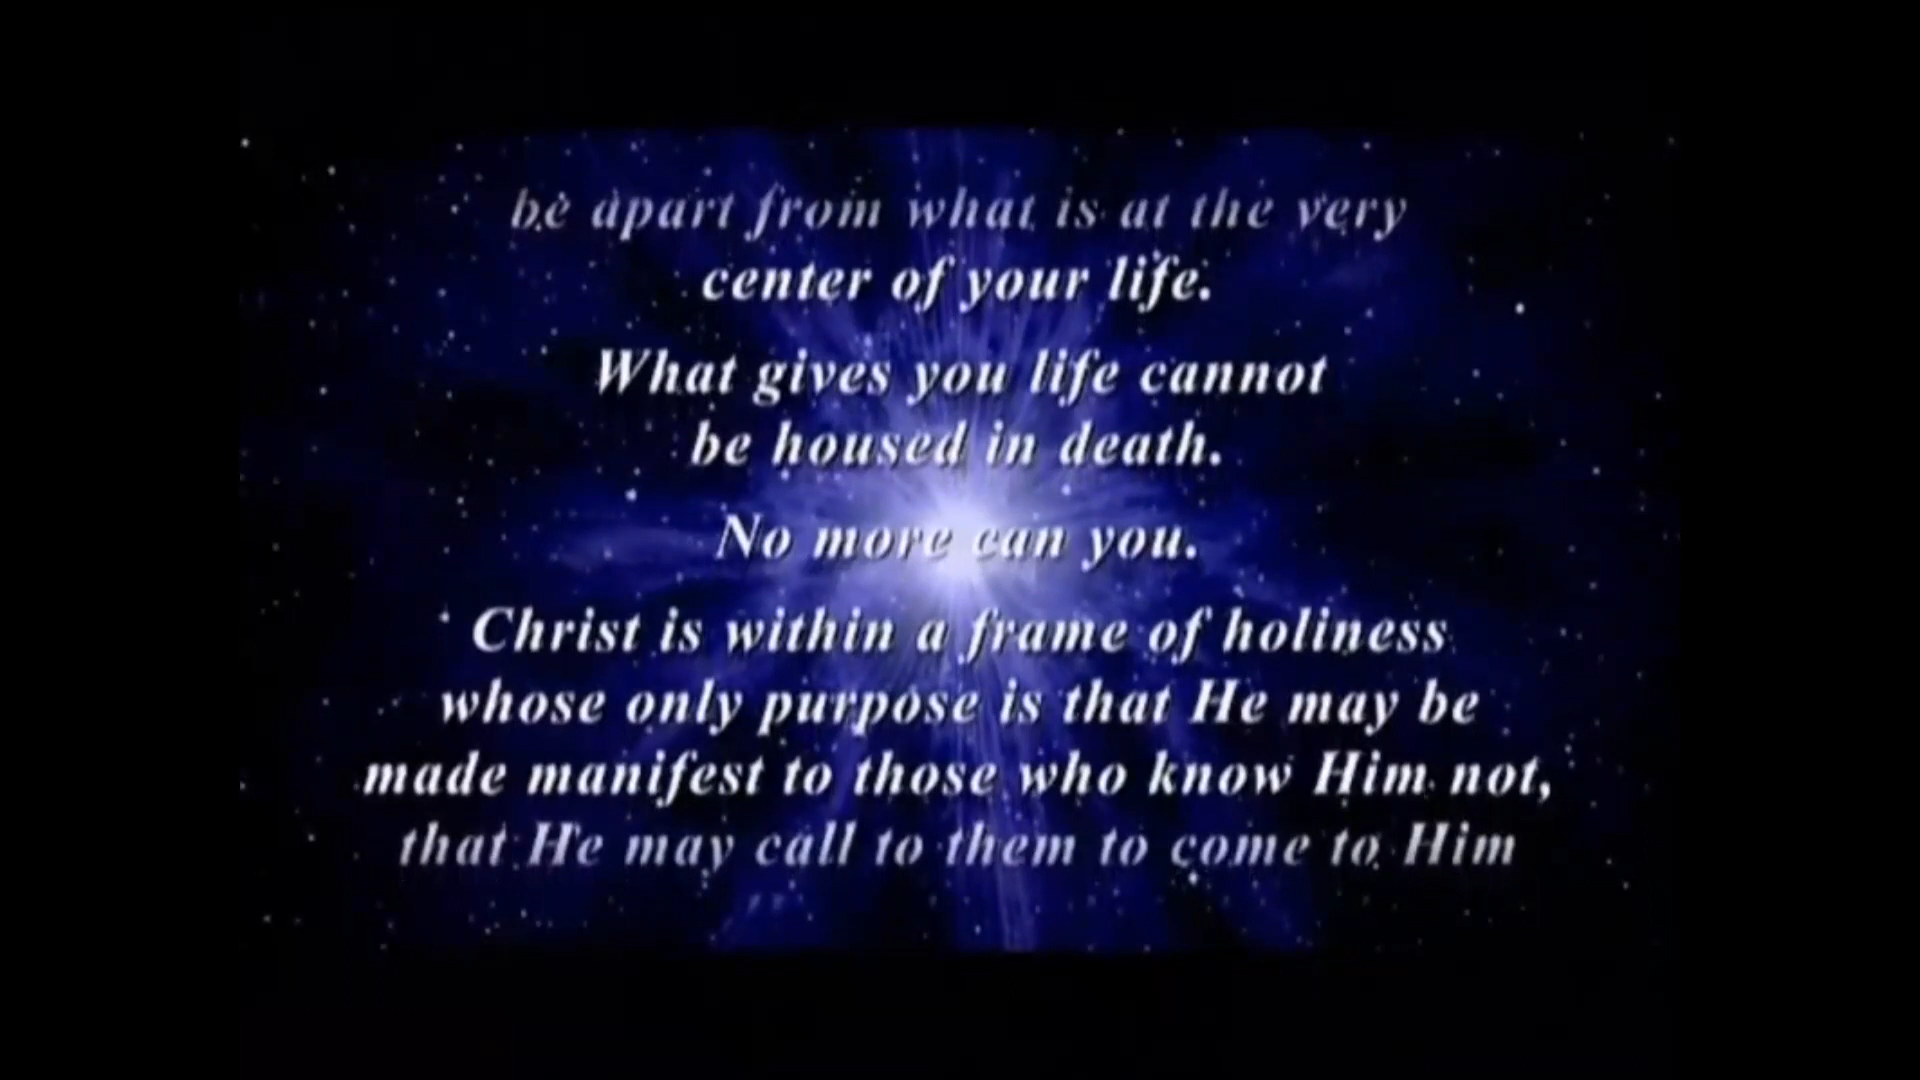 be apart from what is at the very
center of your life.
What gives you life cannot
be housed in death.
No more can you.
Christ is within a frame of holiness
whose only purpose is that He may be
made manifest to those who know Him not,
that He may call to them to come to Him